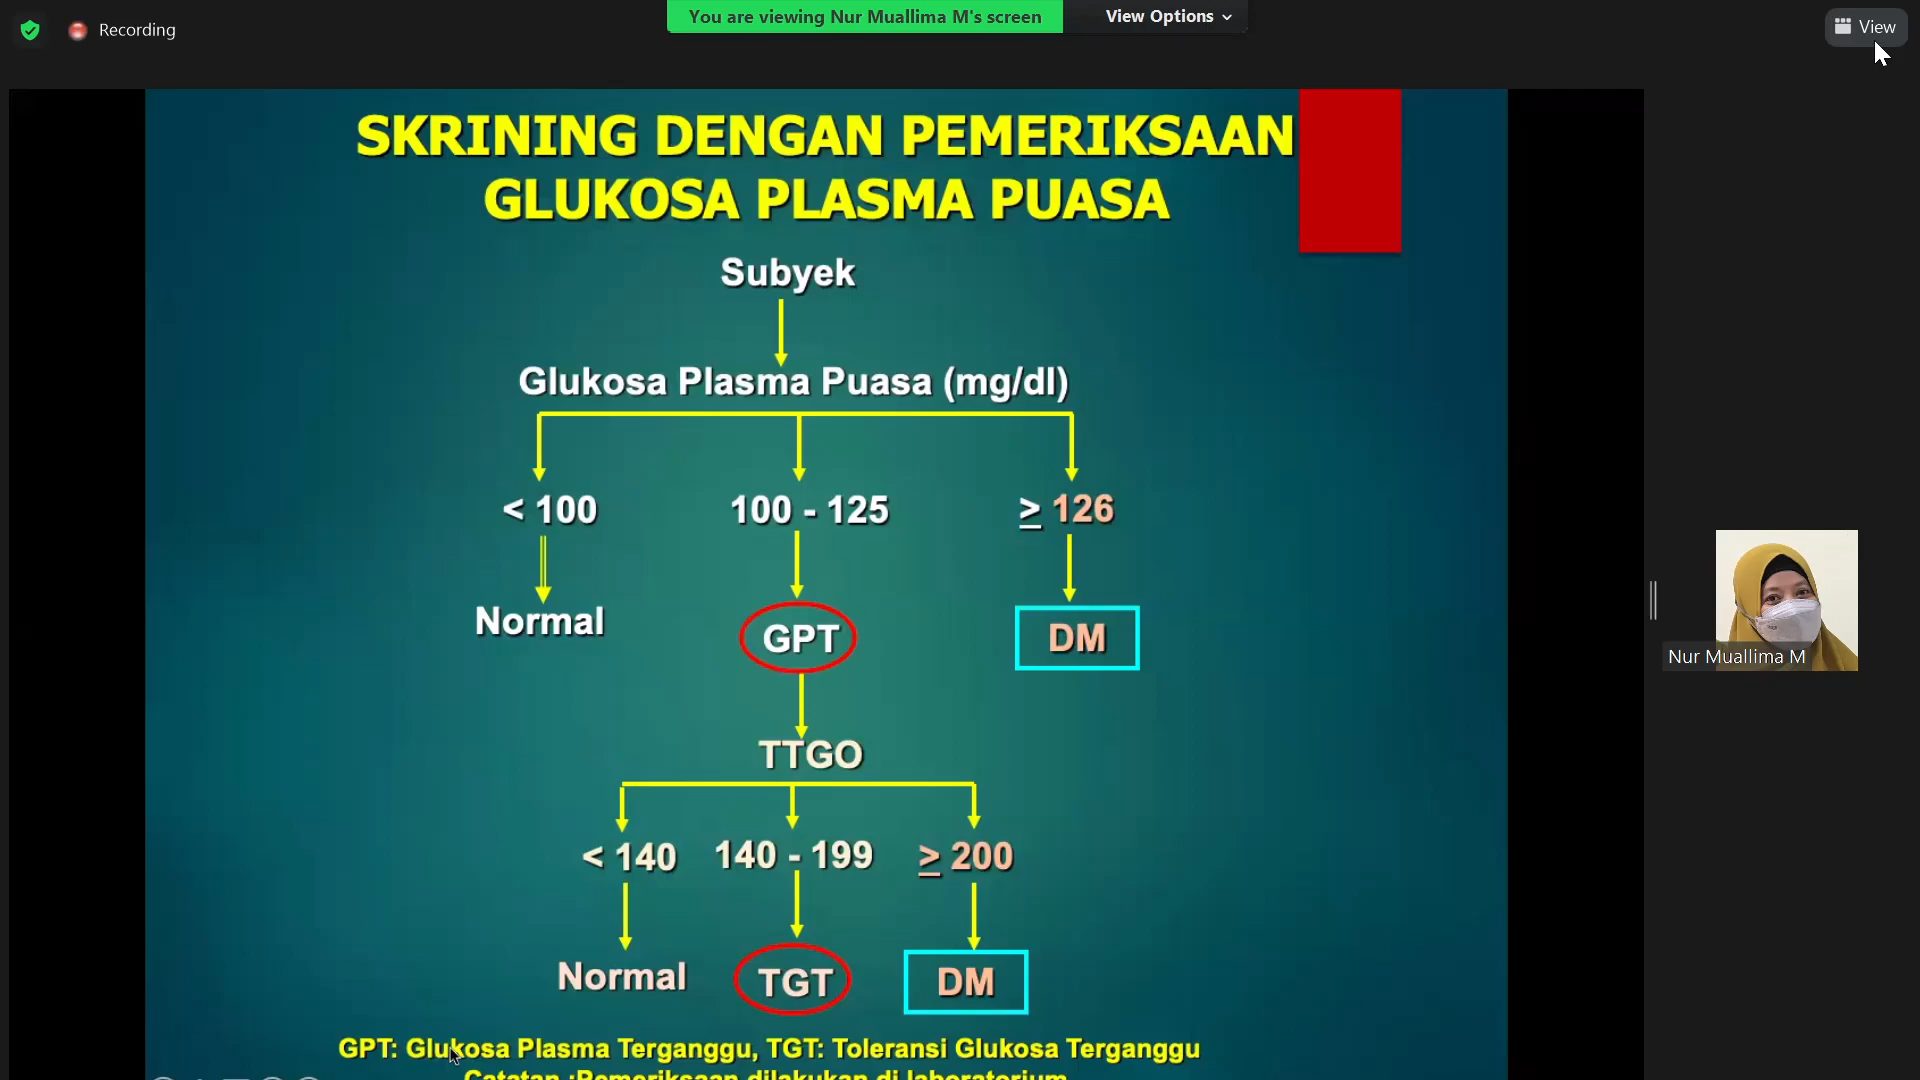 Recording
You are viewing Nur Muallima M's screen
View Options
View
SKRINING DENGAN PEMERIKSAAN
GLUKOSA PLASMA PUASA
Subyek
Glukosa Plasma Puasa (mg/dl)
< 100
100 - 125
≥ 126
Normal
GPT
DM
TTGO
< 140
140 - 199
≥ 200
Normal
TGT
DM
GPT: Glukosa Plasma Terganggu, TGT: Toleransi Glukosa Terganggu
Catatan :Pemeriksaan dilakukan di laboratorium
Nur Muallima M